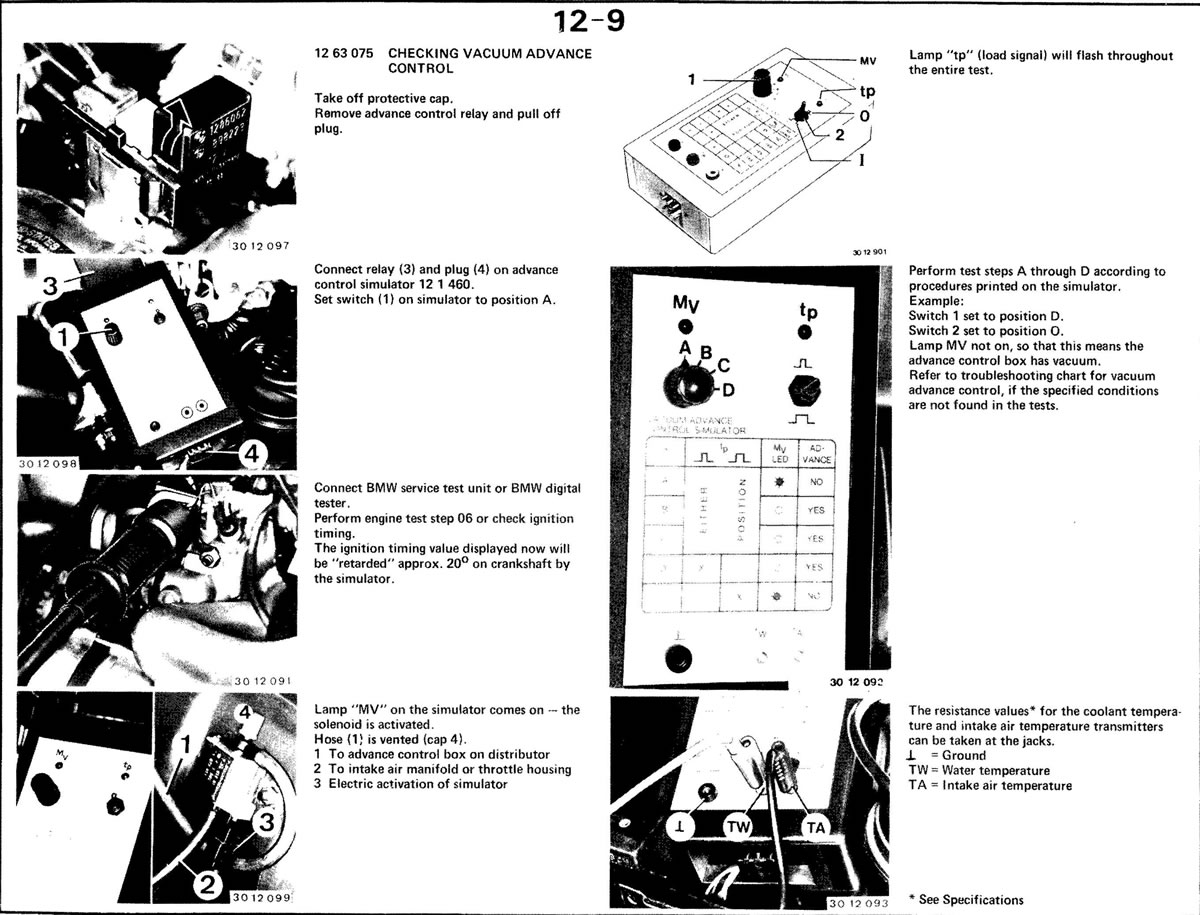 12-9
12 63 075 CHECKING VACUUM ADVANCE
CONTROL
Take off protective cap.
Remove advance control relay and pull off
plug.
1286062
30 12 097
Connect relay (3) and plug (4) on advance
control simulator 12 1 460.
Set switch (1) on simulator to position A.
3
1
4
30 12 098
Connect BMW service test unit or BMW digital
tester.
Perform engine test step 06 or check ignition
timing.
The ignition timing value displayed now will
be "retarded" approx. 20° on crankshaft by
the simulator.
30 12 091
Lamp "MV" on the simulator comes on -- the
solenoid is activated.
Hose (1) is vented (cap 4).
1 To advance control box on distributor
2 To intake air manifold or throttle housing
3 Electric activation of simulator
MV
tp
4
1
3
2
30 12 099
1
MV
tp
O
2
I
30 12 901
Lamp "tp" (load signal) will flash throughout
the entire test.
Perform test steps A through D according to
procedures printed on the simulator.
Example:
Switch 1 set to position D.
Switch 2 set to position O.
Lamp MV not on, so that this means the
advance control box has vacuum.
Refer to troubleshooting chart for vacuum
advance control, if the specified conditions
are not found in the tests.
MV
tp
A
B
C
D
VACUUM ADVANCE
CONTROL SIMULATOR
tp
MV LED
AD-VANCE
EITHER POSITION
A NO
B YES
YES
X YES
X NO
⊥
TW
TA
30 12 092
The resistance values* for the coolant tempera-
ture and intake air temperature transmitters
can be taken at the jacks.
⊥ = Ground
TW = Water temperature
TA = Intake air temperature
⊥
TW
TA
30 12 093
* See Specifications